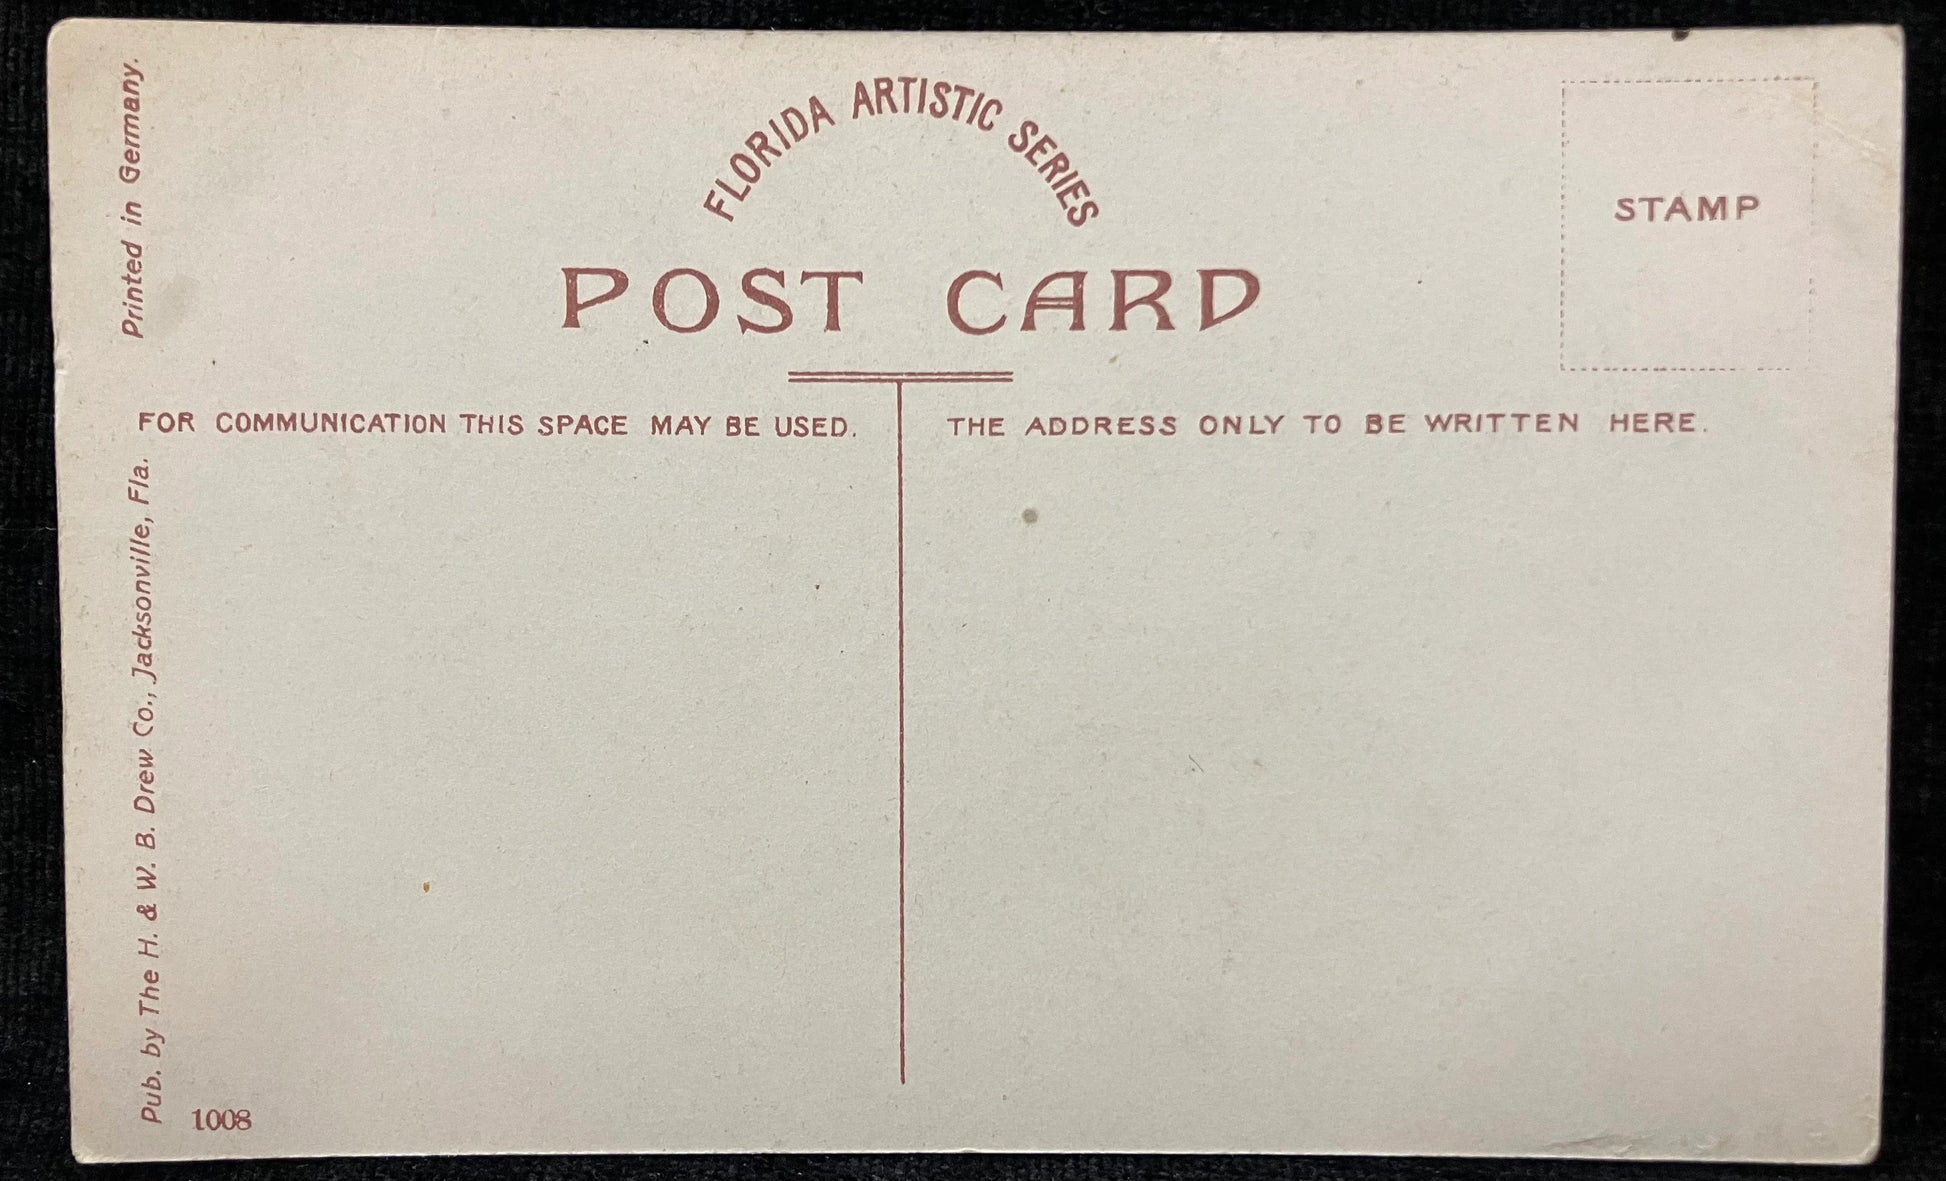 FLORIDA ARTISTIC SERIES
POST CARD
STAMP
FOR COMMUNICATION THIS SPACE MAY BE USED.
THE ADDRESS ONLY TO BE WRITTEN HERE.
Pub. by The H. & W. B. Drew Co., Jacksonville, Fla.
Printed in Germany.
1008